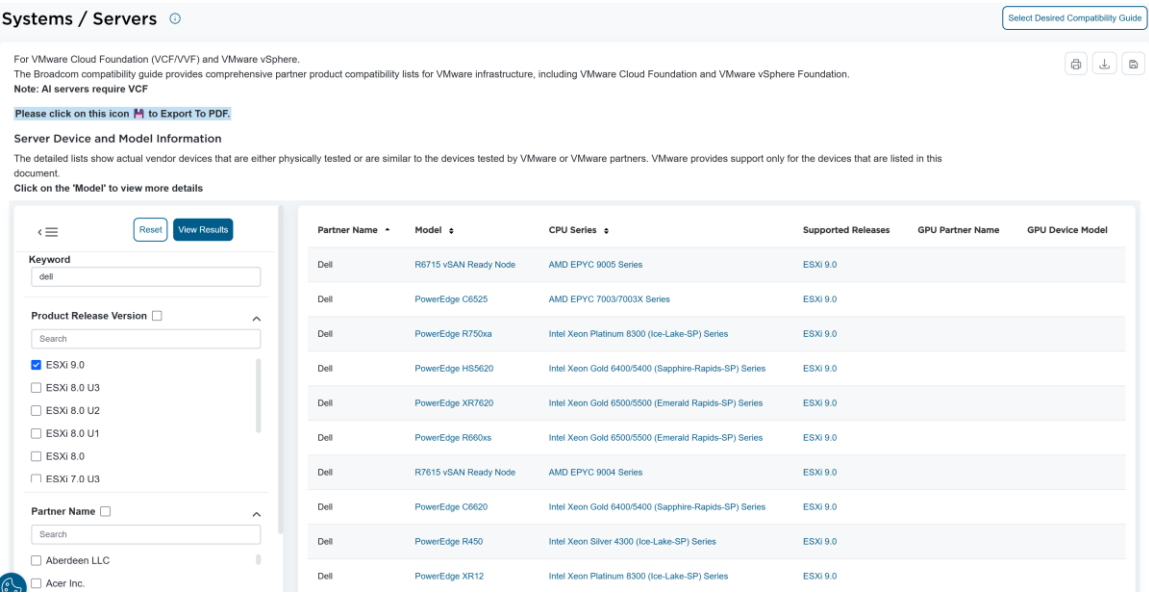 Systems / Servers
Select Desired Compatibility Guide
For VMware Cloud Foundation (VCF/VVF) and VMware vSphere.
The Broadcom compatibility guide provides comprehensive partner product compatibility lists for VMware infrastructure, including VMware Cloud Foundation and VMware vSphere Foundation.
Note: AI servers require VCF
Please click on this icon 💾 to Export To PDF.
Server Device and Model Information
The detailed lists show actual vendor devices that are either physically tested or are similar to the devices tested by VMware or VMware partners. VMware provides support only for the devices that are listed in this
document.
Click on the 'Model' to view more details
Reset View Results
Keyword
dell
Product Release Version
Search
ESXi 9.0
ESXi 8.0 U3
ESXi 8.0 U2
ESXi 8.0 U1
ESXi 8.0
ESXi 7.0 U3
Partner Name
Search
Aberdeen LLC
Acer Inc.
Partner Name Model CPU Series Supported Releases GPU Partner Name GPU Device Model
Dell R6715 vSAN Ready Node AMD EPYC 9005 Series ESXi 9.0
Dell PowerEdge C6525 AMD EPYC 7003/7003X Series ESXi 9.0
Dell PowerEdge R750xa Intel Xeon Platinum 8300 (Ice-Lake-SP) Series ESXi 9.0
Dell PowerEdge HS5620 Intel Xeon Gold 6400/5400 (Sapphire-Rapids-SP) Series ESXi 9.0
Dell PowerEdge XR7620 Intel Xeon Gold 6500/5500 (Emerald Rapids-SP) Series ESXi 9.0
Dell PowerEdge R660xs Intel Xeon Gold 6500/5500 (Emerald Rapids-SP) Series ESXi 9.0
Dell R7615 vSAN Ready Node AMD EPYC 9004 Series ESXi 9.0
Dell PowerEdge C6620 Intel Xeon Gold 6400/5400 (Sapphire-Rapids-SP) Series ESXi 9.0
Dell PowerEdge R450 Intel Xeon Silver 4300 (Ice-Lake-SP) Series ESXi 9.0
Dell PowerEdge XR12 Intel Xeon Platinum 8300 (Ice-Lake-SP) Series ESXi 9.0